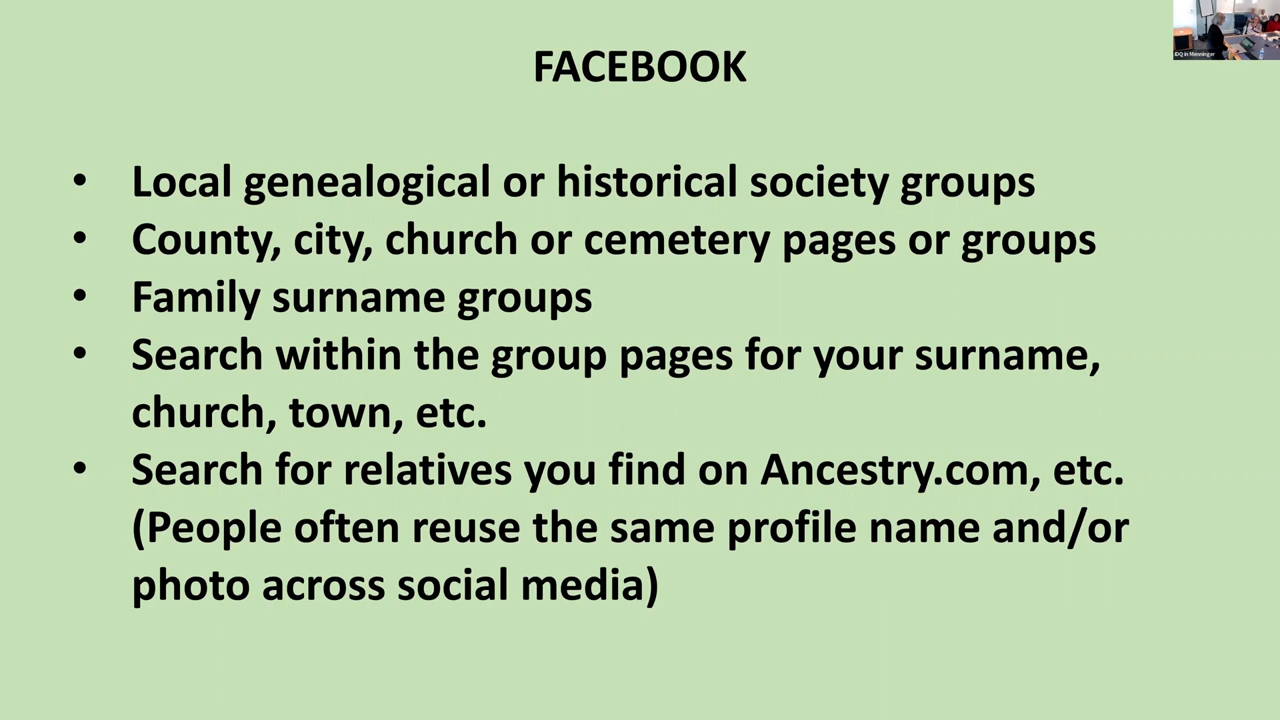 FACEBOOK
• Local genealogical or historical society groups
• County, city, church or cemetery pages or groups
• Family surname groups
• Search within the group pages for your surname,
church, town, etc.
• Search for relatives you find on Ancestry.com, etc.
(People often reuse the same profile name and/or
photo across social media)
in Menninger